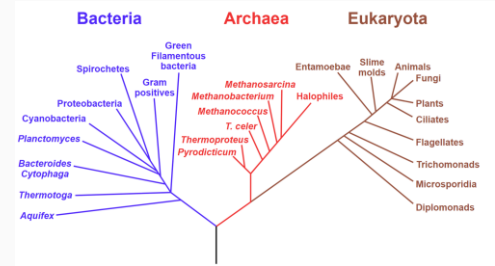 Bacteria
Archaea
Eukaryota
Green
Filamentous
bacteria
Spirochetes
Gram
positives
Proteobacteria
Cyanobacteria
Planctomyces
Bacteroides
Cytophaga
Thermotoga
Aquifex
Methanosarcina
Methanobacterium
Halophiles
Methanococcus
T. celer
Thermoproteus
Pyrodicticum
Entamoebae
Slime
molds
Animals
Fungi
Plants
Ciliates
Flagellates
Trichomonads
Microsporidia
Diplomonads